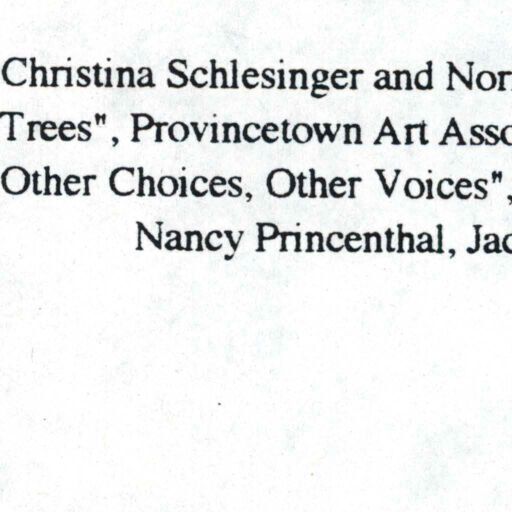 Christina Schlesinger and Nor
Trees", Provincetown Art Asso
Other Choices, Other Voices",
Nancy Princenthal, Jac